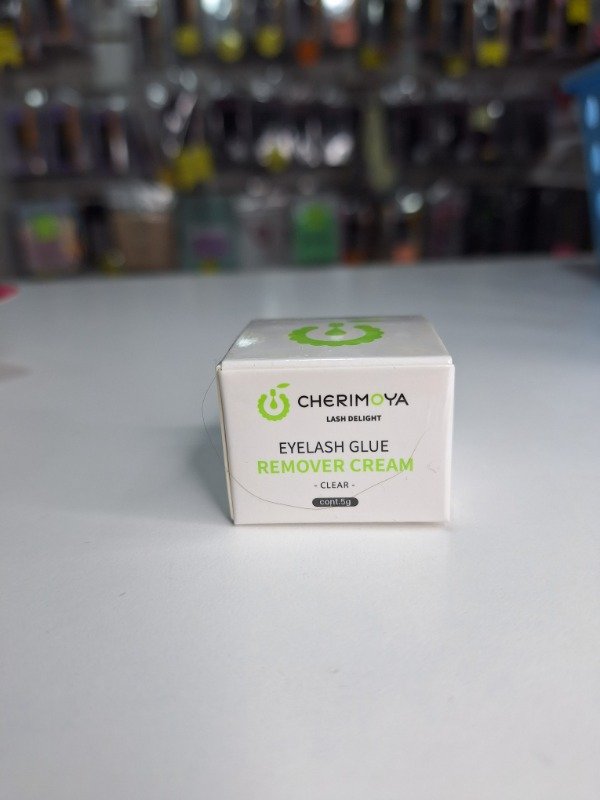 CHERIMOYA
LASH DELIGHT
EYELASH GLUE
REMOVER CREAM
- CLEAR -
cont.5g